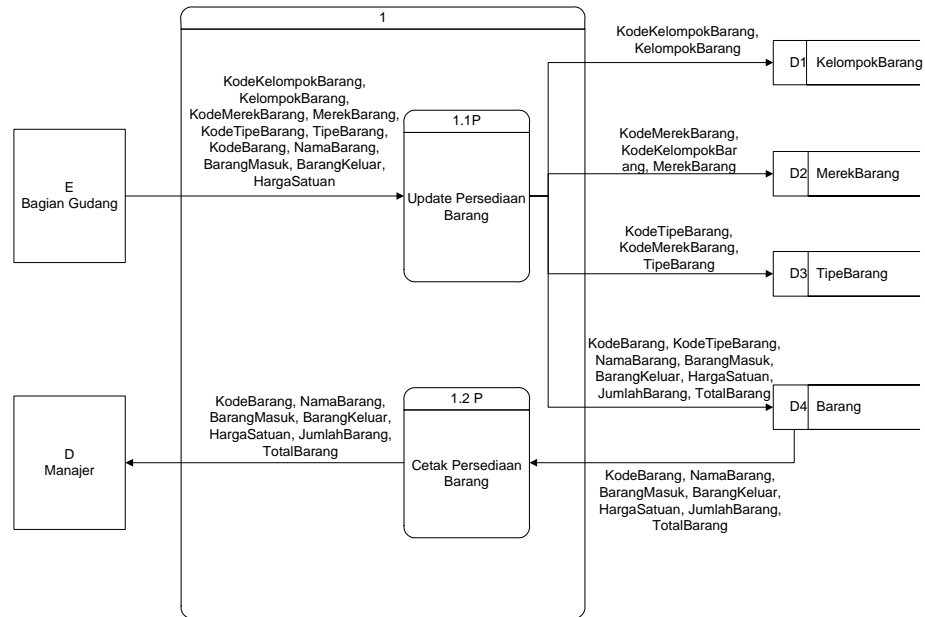 1
KodeKelompokBarang,
KelompokBarang,
KodeMerekBarang, MerekBarang,
KodeTipeBarang, TipeBarang,
KodeBarang, NamaBarang,
BarangMasuk, BarangKeluar,
HargaSatuan
E
Bagian Gudang
1.1P
Update Persediaan
Barang
KodeKelompokBarang,
KelompokBarang
D1 KelompokBarang
KodeMerekBarang,
KodeKelompokBar
ang, MerekBarang
D2 MerekBarang
KodeTipeBarang,
KodeMerekBarang,
TipeBarang
D3 TipeBarang
KodeBarang, KodeTipeBarang,
NamaBarang, BarangMasuk,
BarangKeluar, HargaSatuan,
JumlahBarang, TotalBarang
D4 Barang
D
Manajer
KodeBarang, NamaBarang,
BarangMasuk, BarangKeluar,
HargaSatuan, JumlahBarang,
TotalBarang
1.2 P
Cetak Persediaan
Barang
KodeBarang, NamaBarang,
BarangMasuk, BarangKeluar,
HargaSatuan, JumlahBarang,
TotalBarang